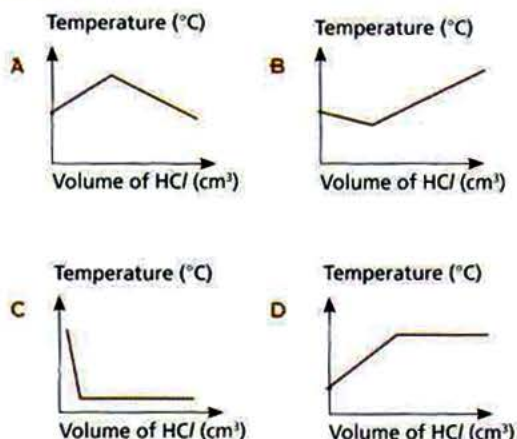 Temperature (°C)
A
Volume of HCl (cm³)
Temperature (°C)
B
Volume of HCl (cm³)
Temperature (°C)
C
Volume of HCl (cm³)
Temperature (°C)
D
Volume of HCl (cm³)